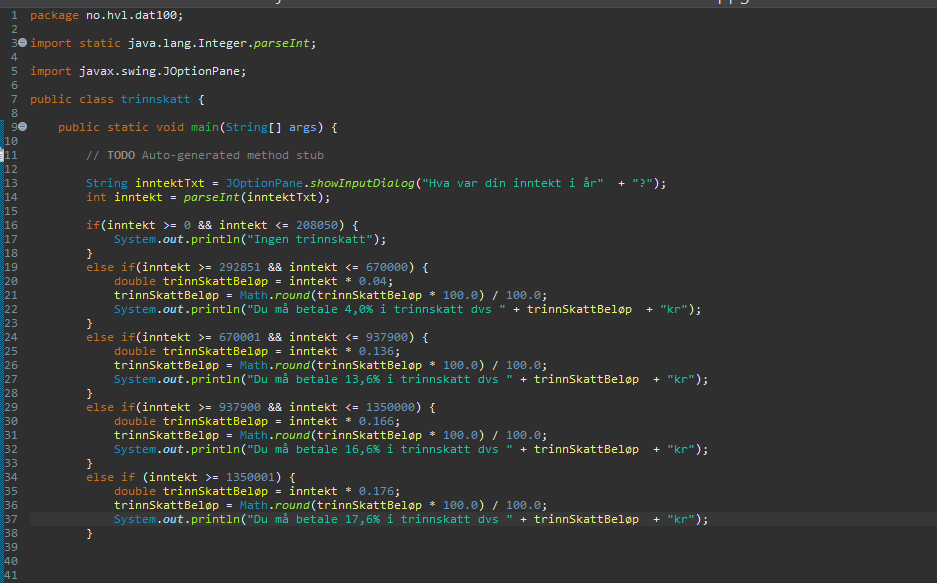 1 package no.hvl.dat100;
2
3 import static java.lang.Integer.parseInt;
4
5 import javax.swing.JOptionPane;
6
7 public class trinnskatt {
8
9     public static void main(String[] args) {
10
11         // TODO Auto-generated method stub
12
13         String inntektTxt = JOptionPane.showInputDialog("Hva var din inntekt i år"  + "?");
14         int inntekt = parseInt(inntektTxt);
15
16         if(inntekt >= 0 && inntekt <= 208050) {
17             System.out.println("Ingen trinnskatt");
18         }
19         else if(inntekt >= 292851 && inntekt <= 670000) {
20             double trinnSkattBeløp = inntekt * 0.04;
21             trinnSkattBeløp = Math.round(trinnSkattBeløp * 100.0) / 100.0;
22             System.out.println("Du må betale 4,0% i trinnskatt dvs " + trinnSkattBeløp  + "kr");
23         }
24         else if(inntekt >= 670001 && inntekt <= 937900) {
25             double trinnSkattBeløp = inntekt * 0.136;
26             trinnSkattBeløp = Math.round(trinnSkattBeløp * 100.0) / 100.0;
27             System.out.println("Du må betale 13,6% i trinnskatt dvs " + trinnSkattBeløp  + "kr");
28         }
29         else if(inntekt >= 937900 && inntekt <= 1350000) {
30             double trinnSkattBeløp = inntekt * 0.166;
31             trinnSkattBeløp = Math.round(trinnSkattBeløp * 100.0) / 100.0;
32             System.out.println("Du må betale 16,6% i trinnskatt dvs " + trinnSkattBeløp  + "kr");
33         }
34         else if (inntekt >= 1350001) {
35             double trinnSkattBeløp = inntekt * 0.176;
36             trinnSkattBeløp = Math.round(trinnSkattBeløp * 100.0) / 100.0;
37             System.out.println("Du må betale 17,6% i trinnskatt dvs " + trinnSkattBeløp  + "kr");
38         }
39
40
41